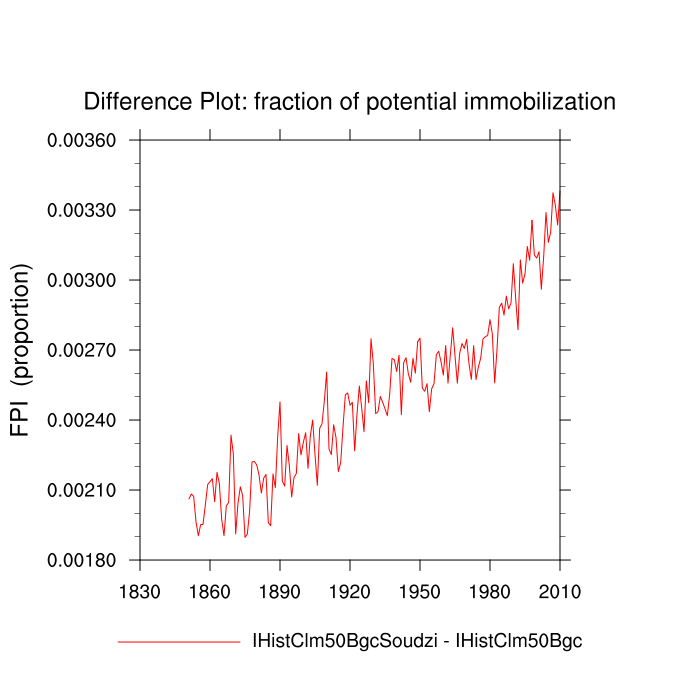 Difference Plot: fraction of potential immobilization
0.00360
0.00330
0.00300
0.00270
0.00240
0.00210
0.00180
FPI (proportion)
1830 1860 1890 1920 1950 1980 2010
IHistClm50BgcSoudzi - IHistClm50Bgc